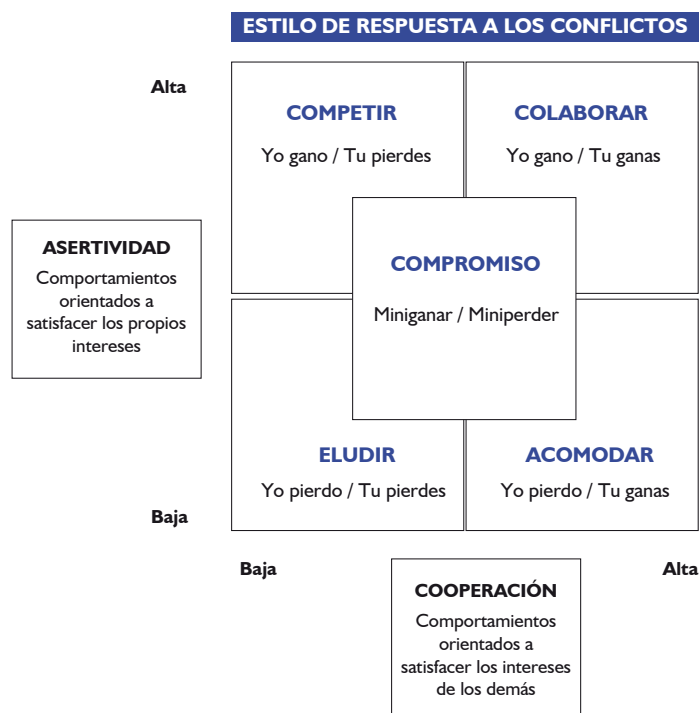 ESTILO DE RESPUESTA A LOS CONFLICTOS
Alta
COMPETIR
Yo gano / Tu pierdes
COLABORAR
Yo gano / Tu ganas
ASERTIVIDAD
Comportamientos
orientados a
satisfacer los propios
intereses
COMPROMISO
Miniganar / Miniperder
ELUDIR
Yo pierdo / Tu pierdes
ACOMODAR
Yo pierdo / Tu ganas
Baja
Baja
Alta
COOPERACIÓN
Comportamientos
orientados a
satisfacer los intereses
de los demás